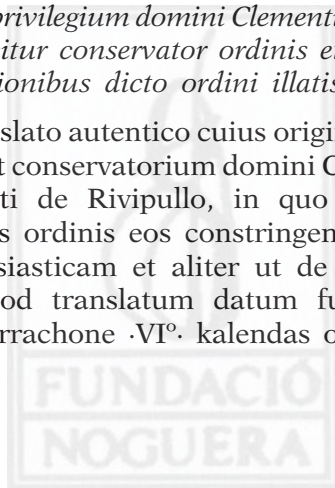 privilegium domini Clementi
itur conservator ordinis e
ionibus dicto ordini illatis
slato autentico cuius origi
t conservatorium domini C
ti de Rivipullo, in quo
s ordinis eos constringen
siasticam et aliter ut de
od translatum datum fu
rrachone ·VIº· kalendas o
FUNDACIÓ
NOGUERA